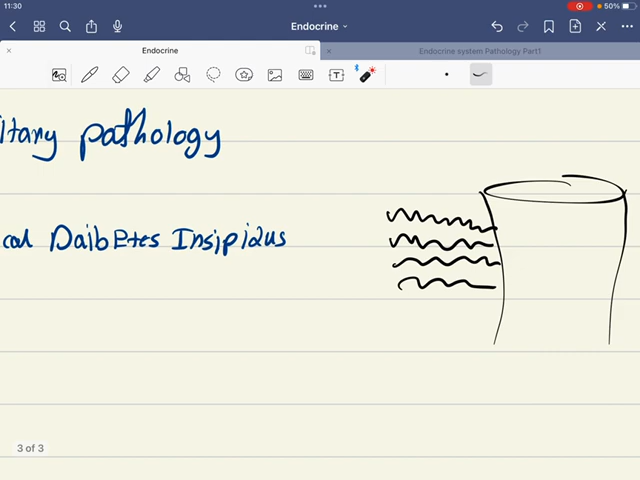 11:30
50%
Endocrine
Endocrine
Endocrine system Pathology Part1
itary pathology
cal Daibetes Insipidus
3 of 3